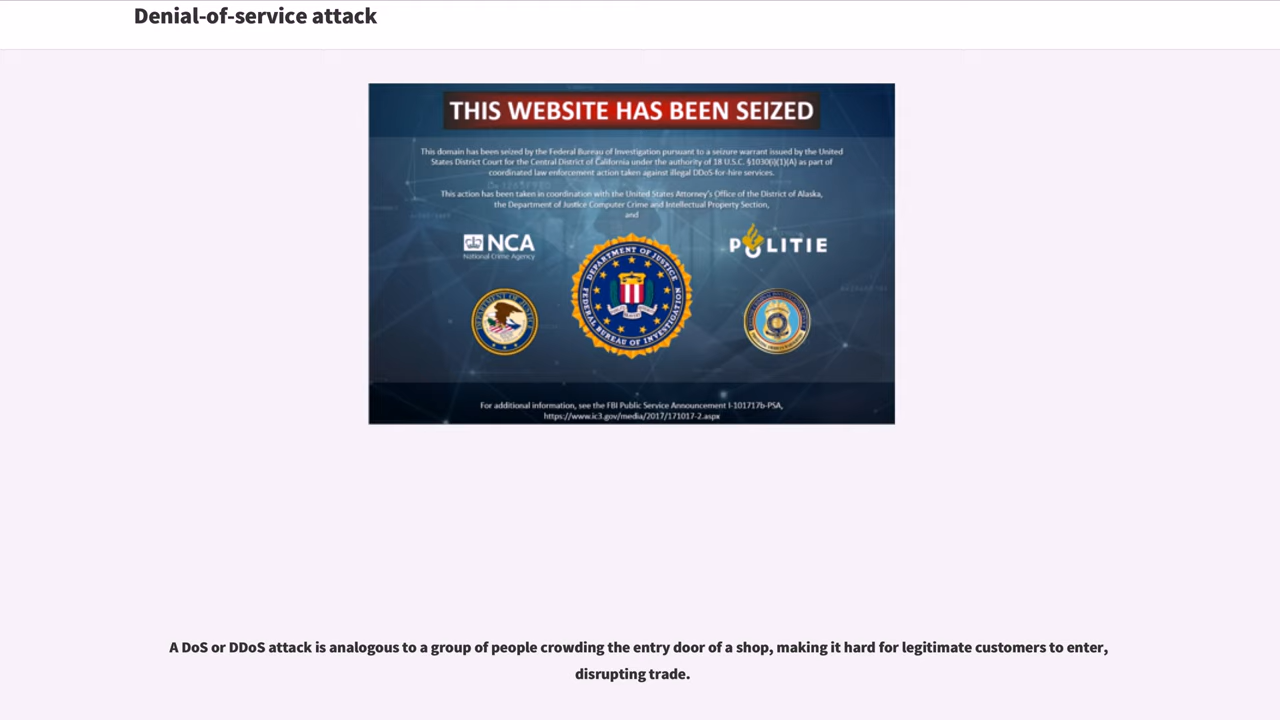 Denial-of-service attack
THIS WEBSITE HAS BEEN SEIZED
This domain has been seized by the Federal Bureau of Investigation pursuant to a seizure warrant issued by the United
States District Court for the Central District of California under the authority of 18 U.S.C. §1030(i)(1)(A) as part of
coordinated law enforcement action taken against illegal DDoS-for-hire services.
This action has been taken in coordination with the United States Attorney's Office of the District of Alaska,
the Department of Justice Computer Crime and Intellectual Property Section,
and
NCA
National Crime Agency
POLITIE
DEPARTMENT OF JUSTICE
FEDERAL BUREAU OF INVESTIGATION
DEPARTMENT OF JUSTICE
For additional information, see the FBI Public Service Announcement I-101717b-PSA,
https://www.ic3.gov/media/2017/171017-2.aspx
A DoS or DDoS attack is analogous to a group of people crowding the entry door of a shop, making it hard for legitimate customers to enter,
disrupting trade.